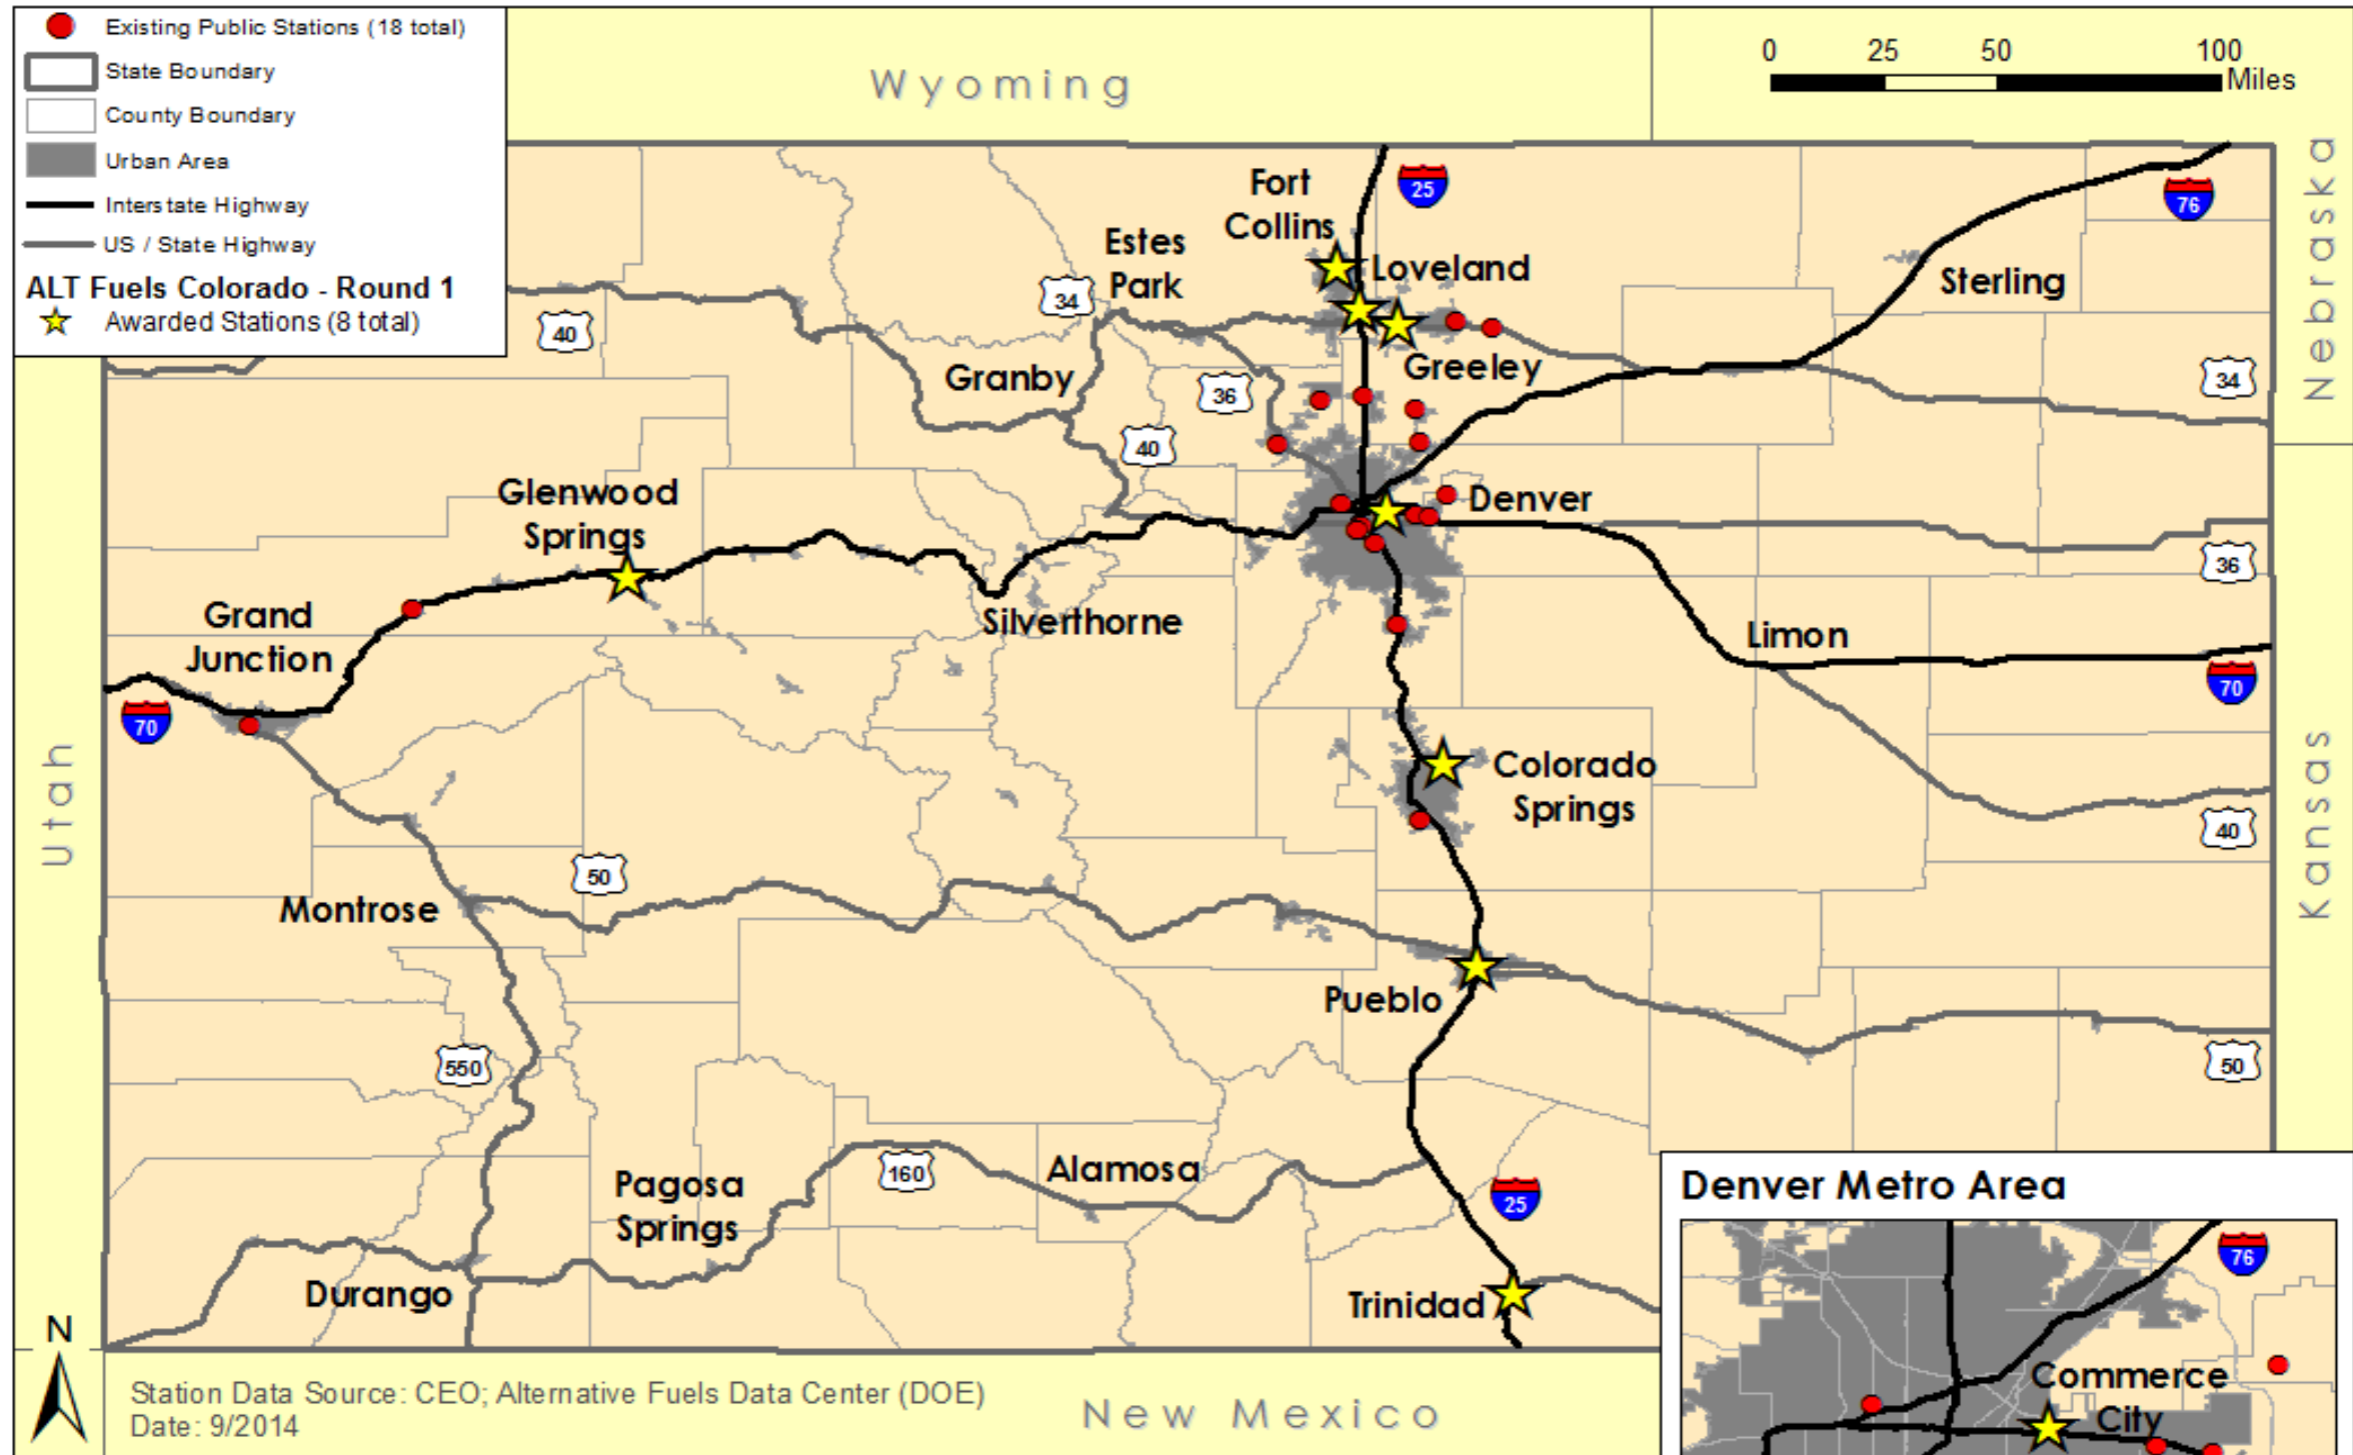 Existing Public Stations (18 total)
State Boundary
County Boundary
Urban Area
Interstate Highway
US / State Highway
ALT Fuels Colorado - Round 1
Awarded Stations (8 total)
Wyoming
0 25 50 100
Miles
Nebraska
Kansas
Utah
New Mexico
Fort
Collins
25
76
Estes
Park
Loveland
Sterling
34
40
Granby
36
Greeley
34
40
Glenwood
Springs
Denver
36
Grand
Junction
Silverthorne
Limon
70
70
Colorado
Springs
40
50
Montrose
Pueblo
550
50
Pagosa
Springs
160
Alamosa
25
Durango
Trinidad
N
Station Data Source: CEO; Alternative Fuels Data Center (DOE)
Date: 9/2014
Denver Metro Area
76
Commerce
City